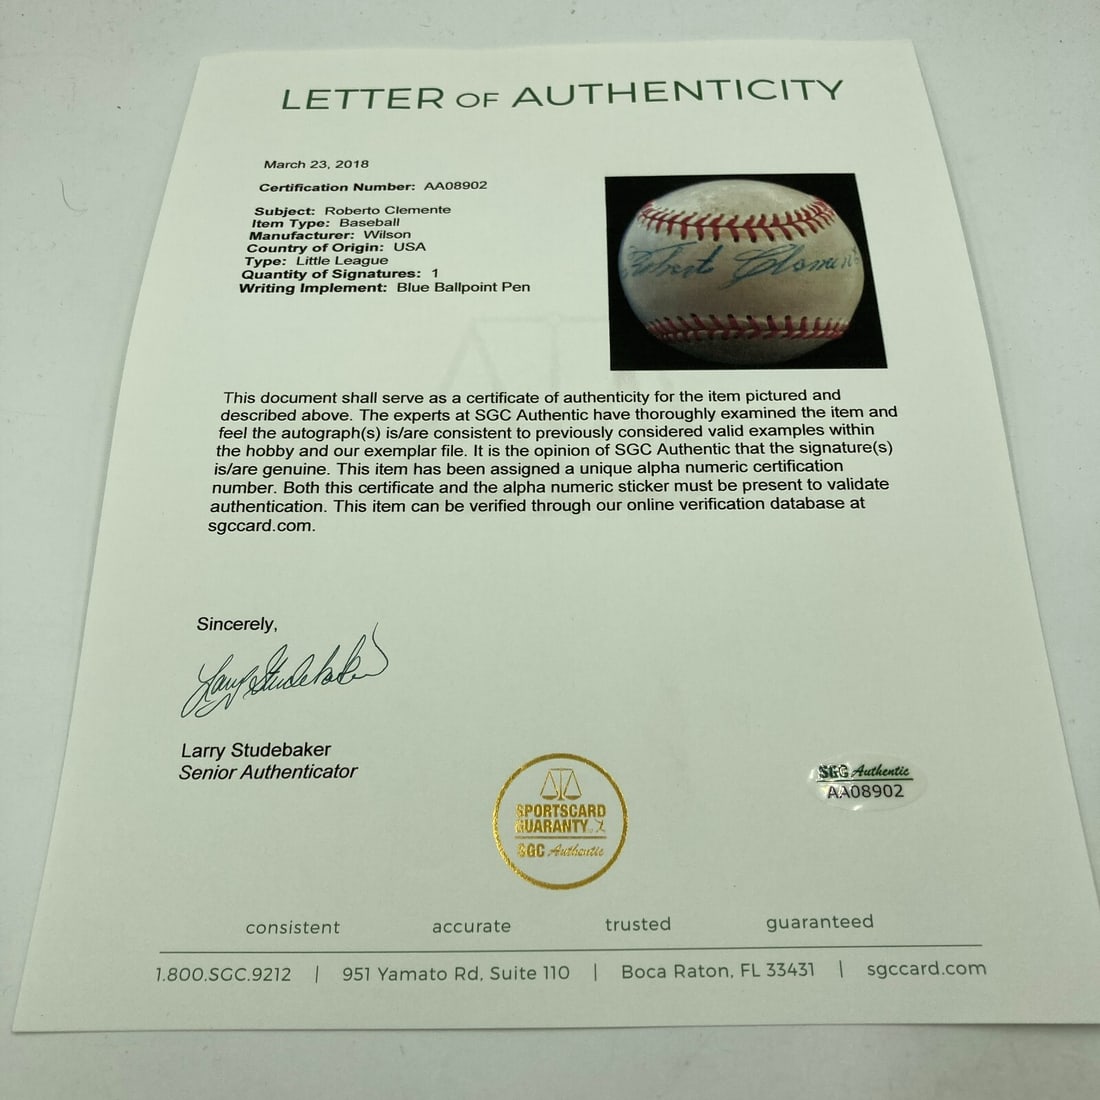 LETTER OF AUTHENTICITY
March 23, 2018
Certification Number: AA08902
Subject: Roberto Clemente
Item Type: Baseball
Manufacturer: Wilson
Country of Origin: USA
Type: Little League
Quantity of Signatures: 1
Writing Implement: Blue Ballpoint Pen
Roberto Clemente
This document shall serve as a certificate of authenticity for the item pictured and
described above. The experts at SGC Authentic have thoroughly examined the item and
feel the autograph(s) is/are consistent to previously considered valid examples within
the hobby and our exemplar file. It is the opinion of SGC Authentic that the signature(s)
is/are genuine. This item has been assigned a unique alpha numeric certification
number. Both this certificate and the alpha numeric sticker must be present to validate
authentication. This item can be verified through our online verification database at
sgccard.com.
Sincerely,
Larry Studebaker
Larry Studebaker
Senior Authenticator
SPORTSCARD
GUARANTY
SGC Authentic
SGC Authentic
AA08902
consistent accurate trusted guaranteed
1.800.SGC.9212 | 951 Yamato Rd, Suite 110 | Boca Raton, FL 33431 | sgccard.com